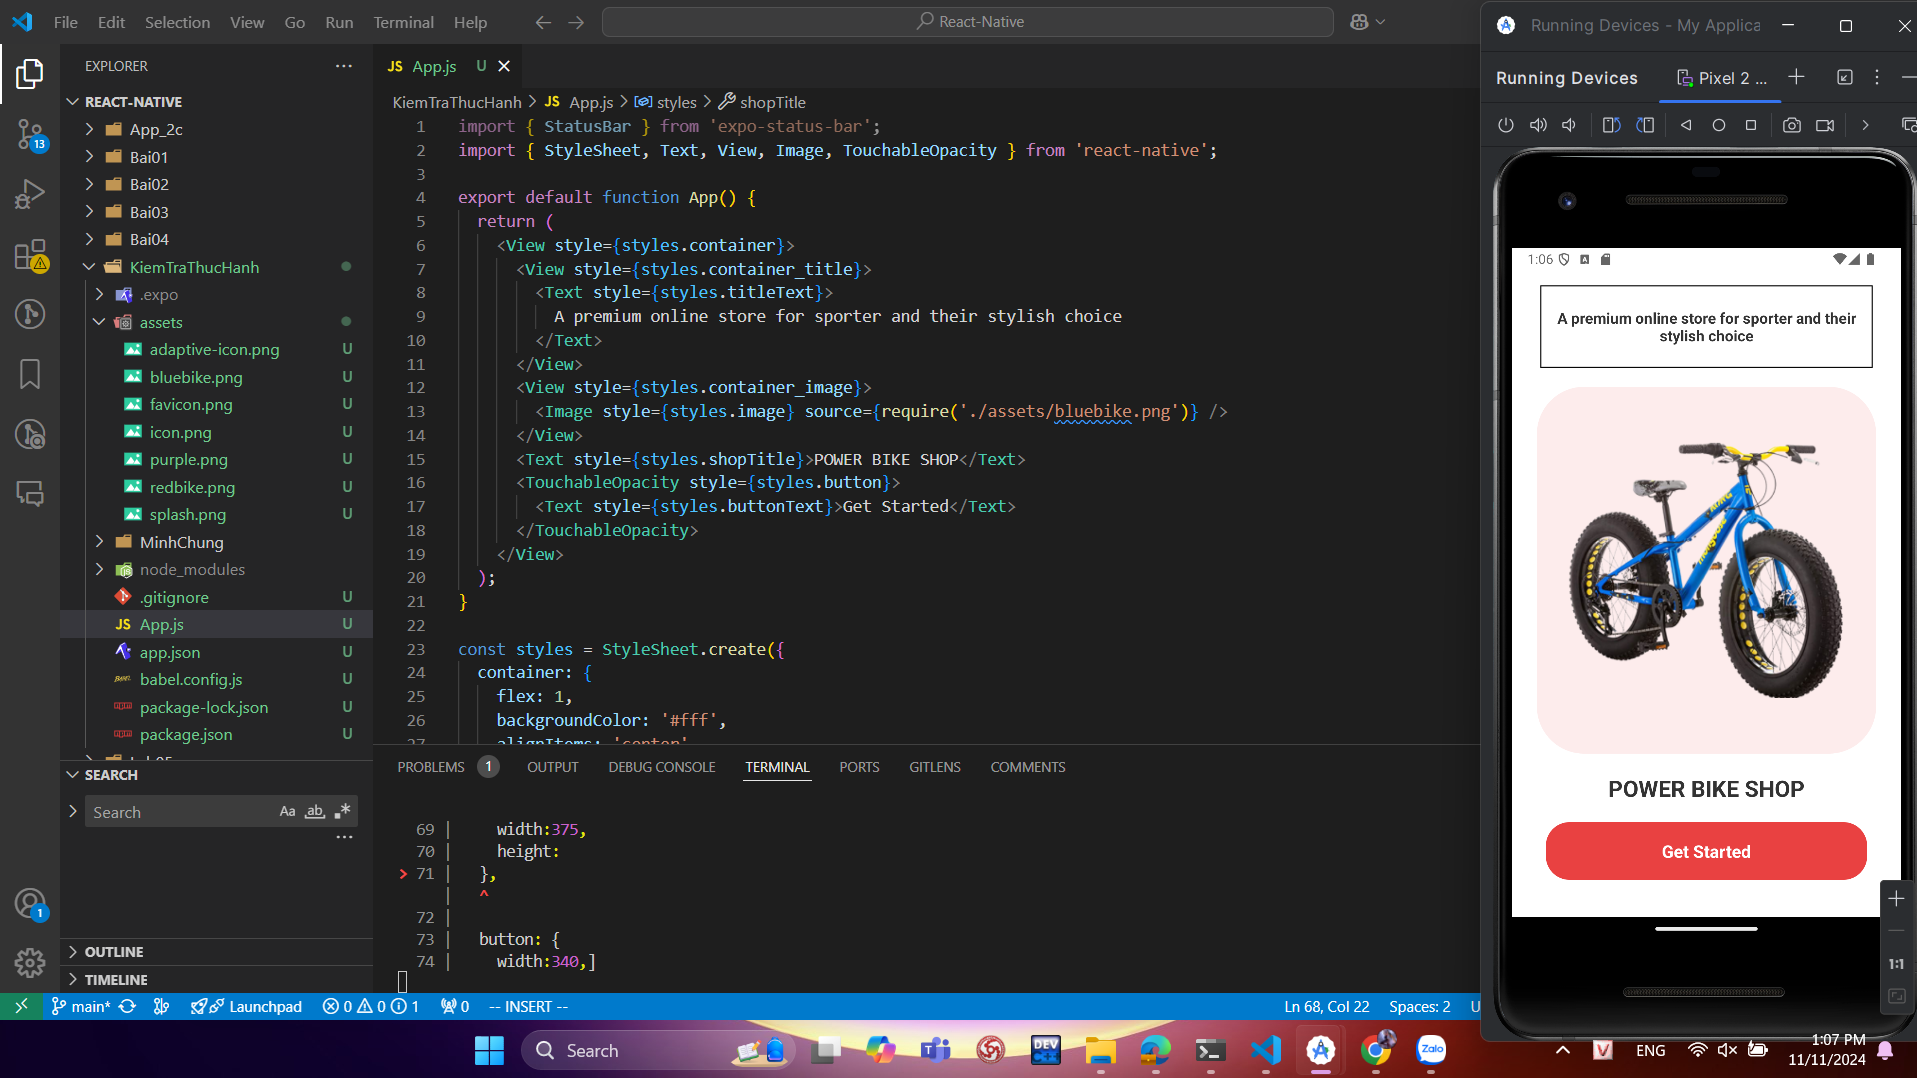 File Edit Selection View Go Run Terminal Help
React-Native
EXPLORER
REACT-NATIVE
App_2c
Bai01
Bai02
Bai03
Bai04
KiemTraThucHanh
.expo
assets
adaptive-icon.png U
bluebike.png U
favicon.png U
icon.png U
purple.png U
redbike.png U
splash.png U
MinhChung
node_modules
.gitignore U
JS App.js U
app.json U
babel.config.js U
package-lock.json U
package.json U
SEARCH
Search Aa ab .*
OUTLINE
TIMELINE
13
1
JS App.js U
KiemTraThucHanh > JS App.js > styles > shopTitle
1 import { StatusBar } from 'expo-status-bar';
2 import { StyleSheet, Text, View, Image, TouchableOpacity } from 'react-native';
3
4 export default function App() {
5 return (
6 <View style={styles.container}>
7 <View style={styles.container_title}>
8 <Text style={styles.titleText}>
9 A premium online store for sporter and their stylish choice
10 </Text>
11 </View>
12 <View style={styles.container_image}>
13 <Image style={styles.image} source={require('./assets/bluebike.png')} />
14 </View>
15 <Text style={styles.shopTitle}>POWER BIKE SHOP</Text>
16 <TouchableOpacity style={styles.button}>
17 <Text style={styles.buttonText}>Get Started</Text>
18 </TouchableOpacity>
19 </View>
20 );
21 }
22
23 const styles = StyleSheet.create({
24 container: {
25 flex: 1,
26 backgroundColor: '#fff',
27 alignItems: 'center',
PROBLEMS 1 OUTPUT DEBUG CONSOLE TERMINAL PORTS GITLENS COMMENTS
69 | width:375,
70 | height:
> 71 | },
| ^
72 |
73 | button: {
74 | width:340,]
main* Launchpad 0 0 1 0 -- INSERT -- Ln 68, Col 22 Spaces: 2 U
Running Devices - My Applica
Running Devices Pixel 2 ...
1:06
A premium online store for sporter and their
stylish choice
POWER BIKE SHOP
Get Started
1:1
Search
DEV
Zalo
V
ENG
1:07 PM
11/11/2024